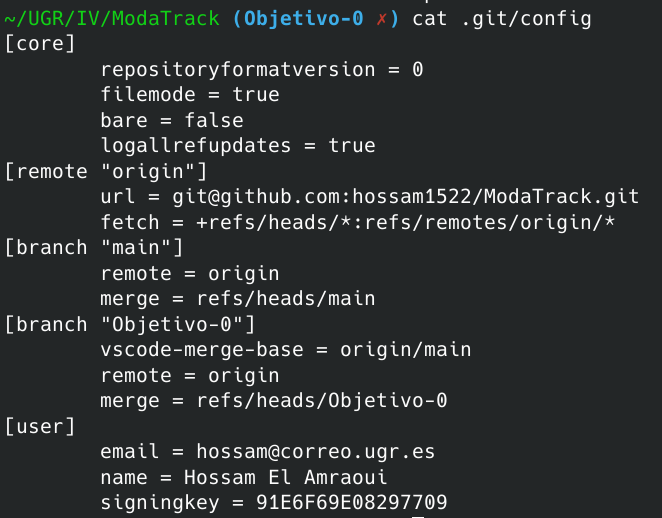 ~/UGR/IV/ModaTrack (Objetivo-0 ✗) cat .git/config
[core]
        repositoryformatversion = 0
        filemode = true
        bare = false
        logallrefupdates = true
[remote "origin"]
        url = git@github.com:hossam1522/ModaTrack.git
        fetch = +refs/heads/*:refs/remotes/origin/*
[branch "main"]
        remote = origin
        merge = refs/heads/main
[branch "Objetivo-0"]
        vscode-merge-base = origin/main
        remote = origin
        merge = refs/heads/Objetivo-0
[user]
        email = hossam@correo.ugr.es
        name = Hossam El Amraoui
        signingkey = 91E6F69E08297709